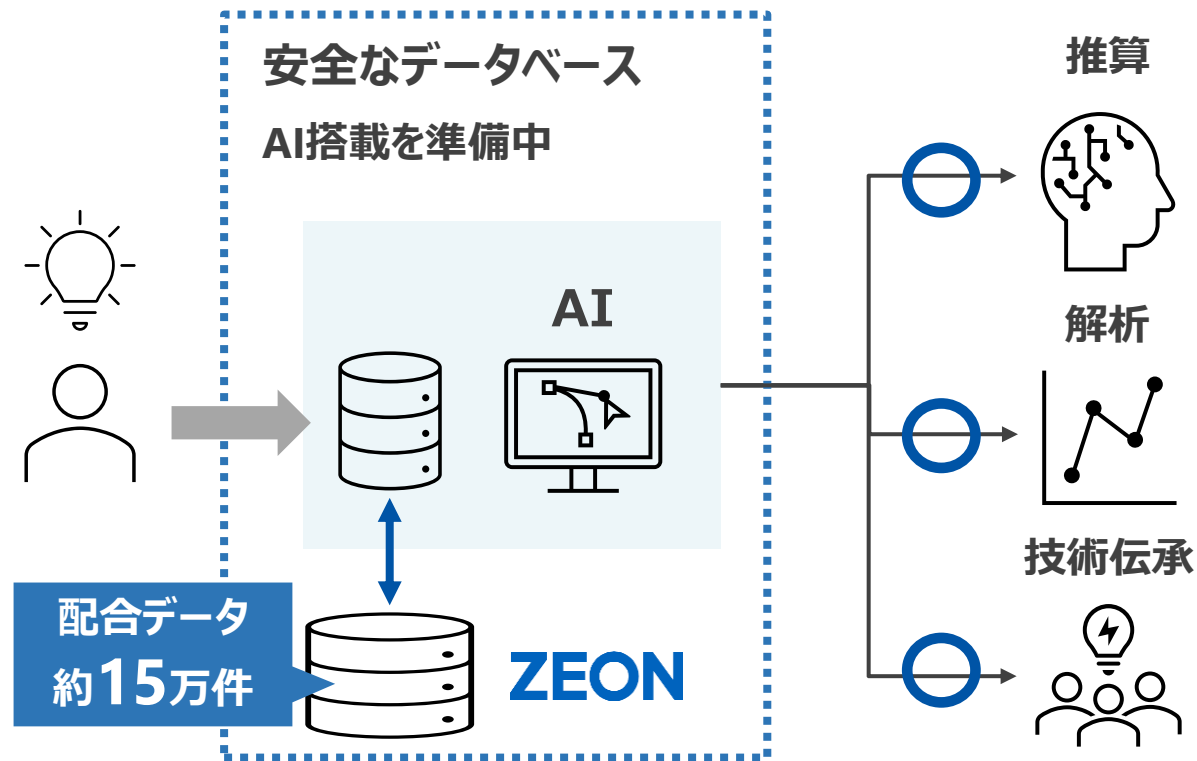 安全なデータベース
AI搭載を準備中
AI
配合データ
約15万件
ZEON
推算
解析
技術伝承